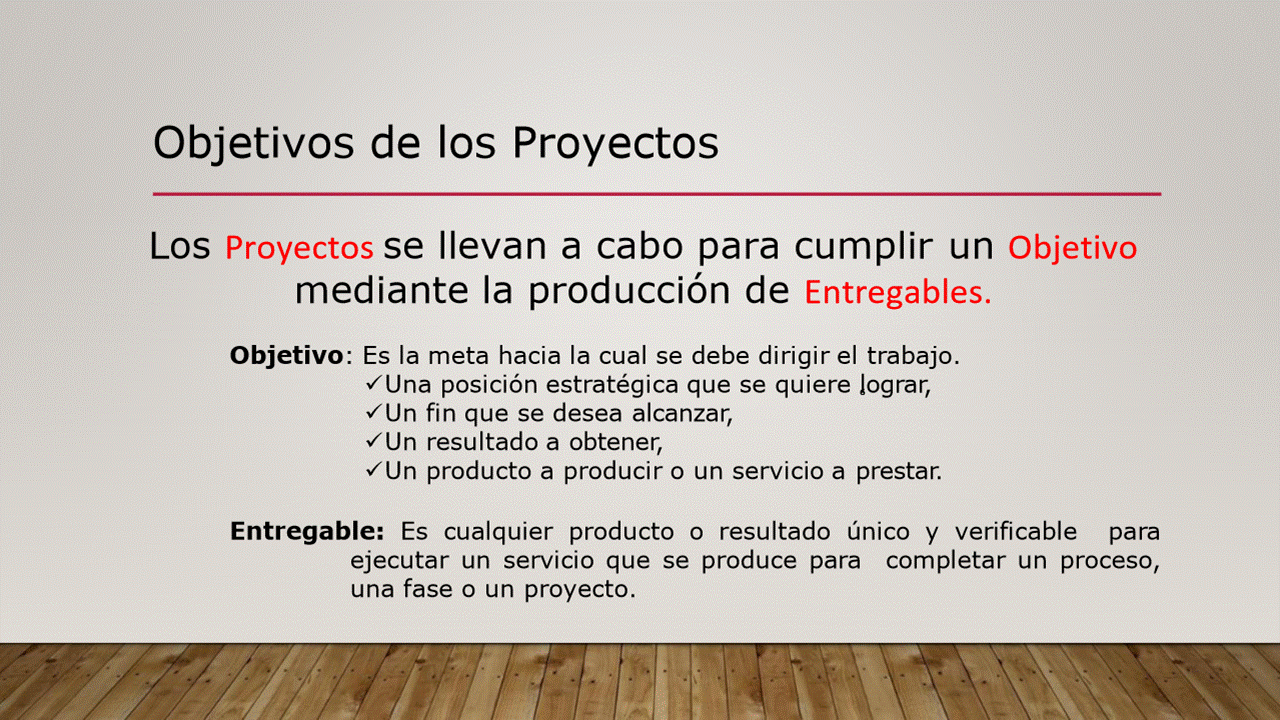 Objetivos de los Proyectos
Los Proyectos se llevan a cabo para cumplir un Objetivo
mediante la producción de Entregables.
Objetivo: Es la meta hacia la cual se debe dirigir el trabajo.
✓Una posición estratégica que se quiere lograr,
✓Un fin que se desea alcanzar,
✓Un resultado a obtener,
✓Un producto a producir o un servicio a prestar.
Entregable: Es cualquier producto o resultado único y verificable para
ejecutar un servicio que se produce para completar un proceso,
una fase o un proyecto.